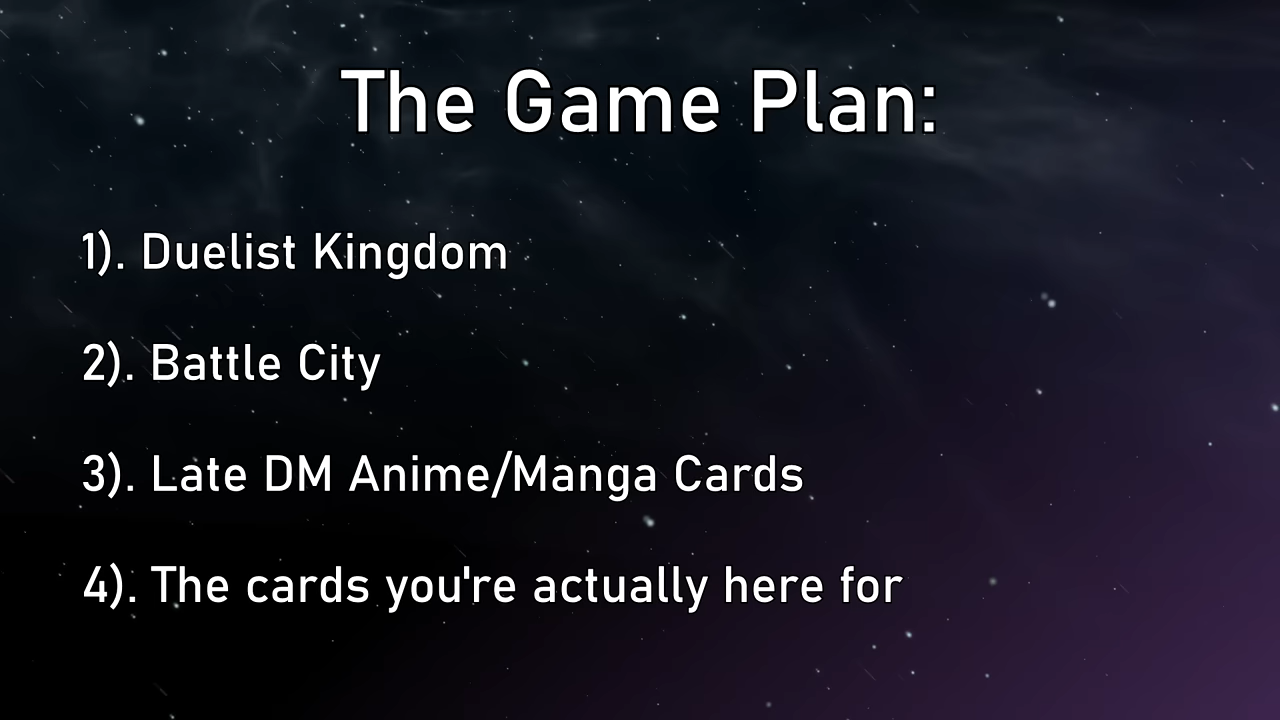 The Game Plan:
1). Duelist Kingdom
2). Battle City
3). Late DM Anime/Manga Cards
4). The cards you're actually here for